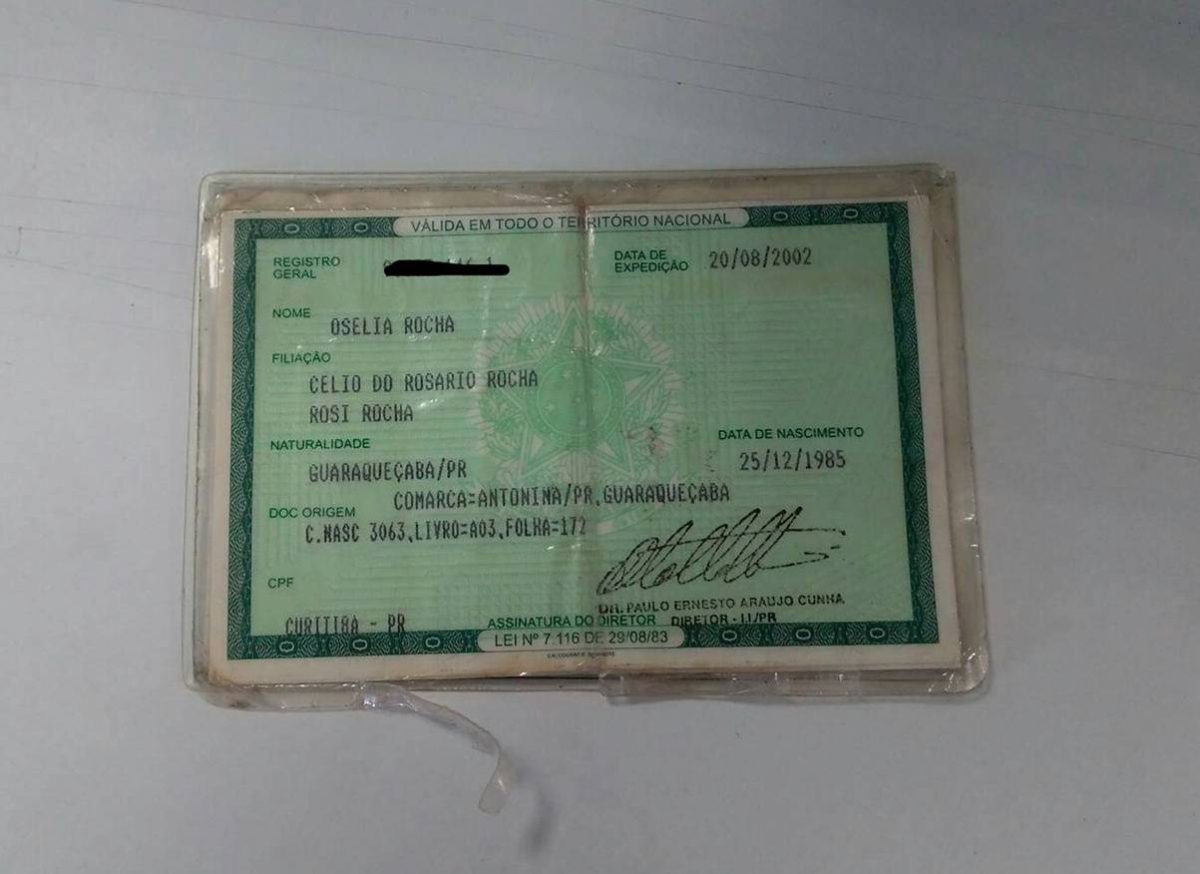 VÁLIDA EM TODO O TERRITÓRIO NACIONAL
REGISTRO GERAL
DATA DE EXPEDIÇÃO 20/08/2002
NOME
OSELIA ROCHA
FILIAÇÃO
CELIO DO ROSARIO ROCHA
ROSI ROCHA
NATURALIDADE
DATA DE NASCIMENTO
GUARAQUEÇABA/PR
25/12/1985
COMARCA=ANTONINA/PR,GUARAQUEÇABA
DOC ORIGEM
C.NASC 3063,LIVRO=A03,FOLHA=172
CPF
DR. PAULO ERNESTO ARAUJO CUNHA
CURITIBA - PR
ASSINATURA DO DIRETOR DIRETOR - II/PR
LEI Nº 7.116 DE 29/08/83